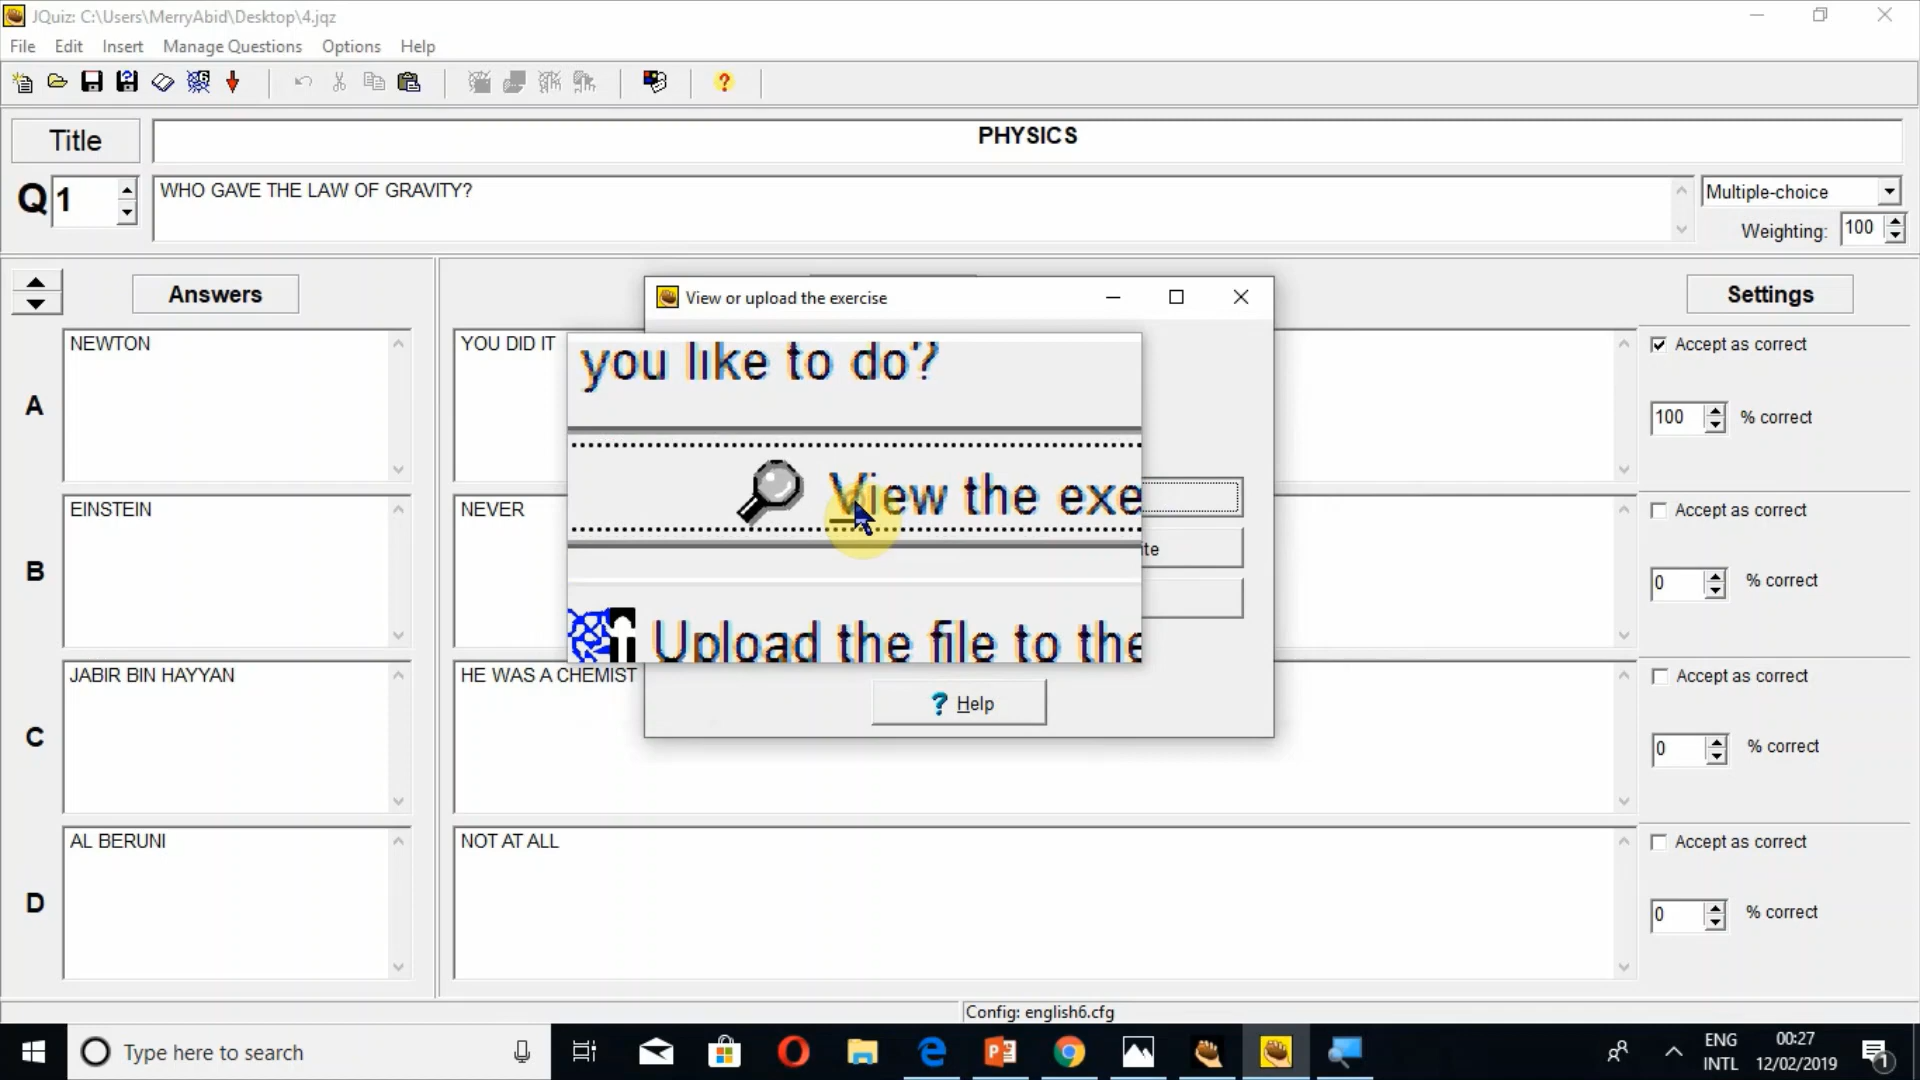 JQuiz: C:\Users\MerryAbid\Desktop\4.jqz
File Edit Insert Manage Questions Options Help
Title
PHYSICS
Q 1
WHO GAVE THE LAW OF GRAVITY?
Multiple-choice
Weighting: 100
Answers
Settings
View or upload the exercise
you like to do?
View the exe
Upload the file to the
te
? Help
A
NEWTON
YOU DID IT
Accept as correct
100 % correct
B
EINSTEIN
NEVER
Accept as correct
0 % correct
C
JABIR BIN HAYYAN
HE WAS A CHEMIST
Accept as correct
0 % correct
D
AL BERUNI
NOT AT ALL
Accept as correct
0 % correct
Config: english6.cfg
Type here to search
ENG
INTL
00:27
12/02/2019
1